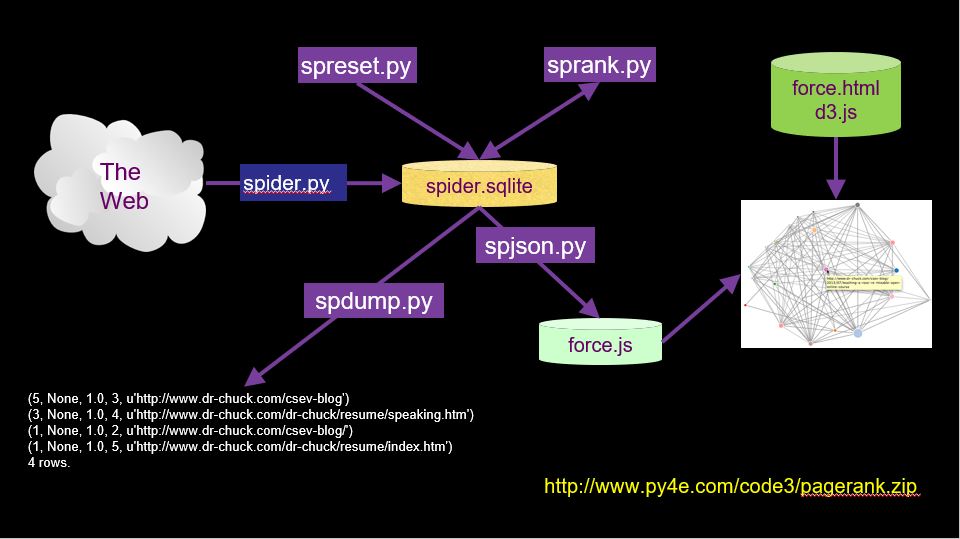 spreset.py
sprank.py
force.html
d3.js
The
Web
spider.py
spider.sqlite
spjson.py
spdump.py
force.js
(5, None, 1.0, 3, u'http://www.dr-chuck.com/csev-blog')
(3, None, 1.0, 4, u'http://www.dr-chuck.com/dr-chuck/resume/speaking.htm')
(1, None, 1.0, 2, u'http://www.dr-chuck.com/csev-blog/')
(1, None, 1.0, 5, u'http://www.dr-chuck.com/dr-chuck/resume/index.htm')
4 rows.
http://www.py4e.com/code3/pagerank.zip